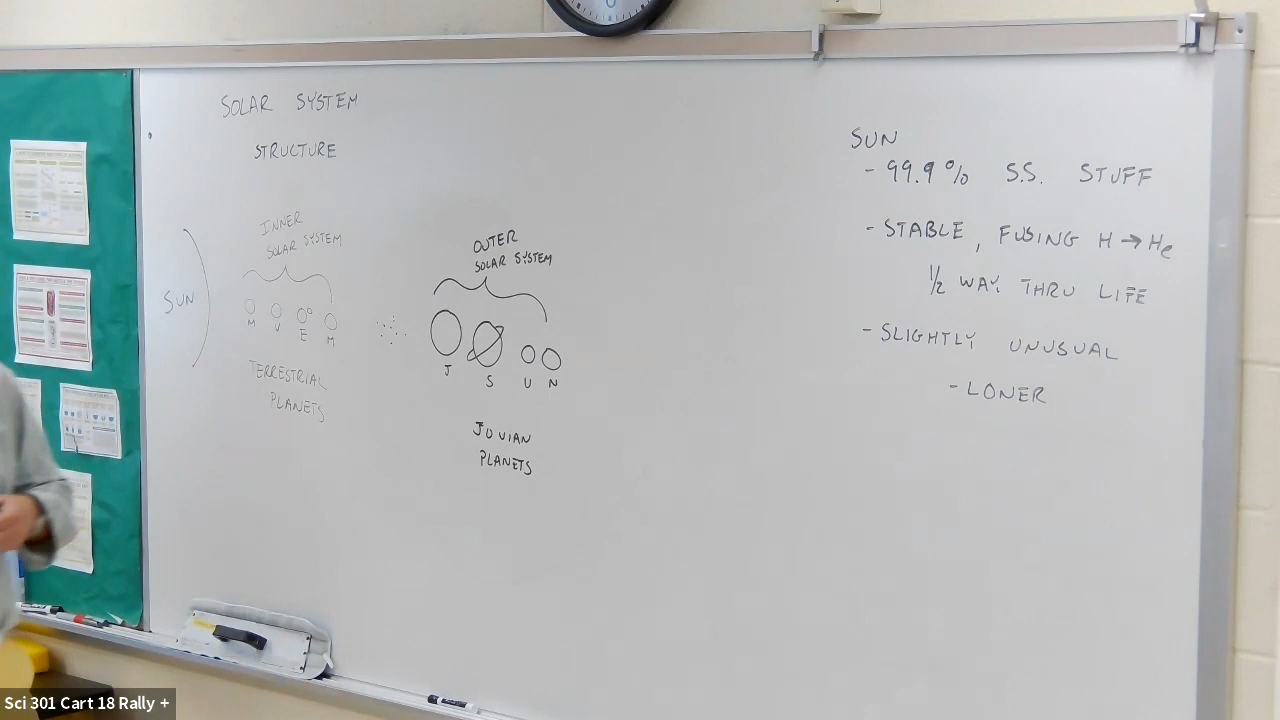 SOLAR SYSTEM
STRUCTURE
SUN
INNER
SOLAR SYSTEM
M V E M
TERRESTRIAL
PLANETS
OUTER
SOLAR SYSTEM
J S U N
JOVIAN
PLANETS
SUN
- 99.9% S.S. STUFF
- STABLE, FUSING H → He
1/2 WAY THRU LIFE
- SLIGHTLY UNUSUAL
- LONER
Sci 301 Cart 18 Rally +